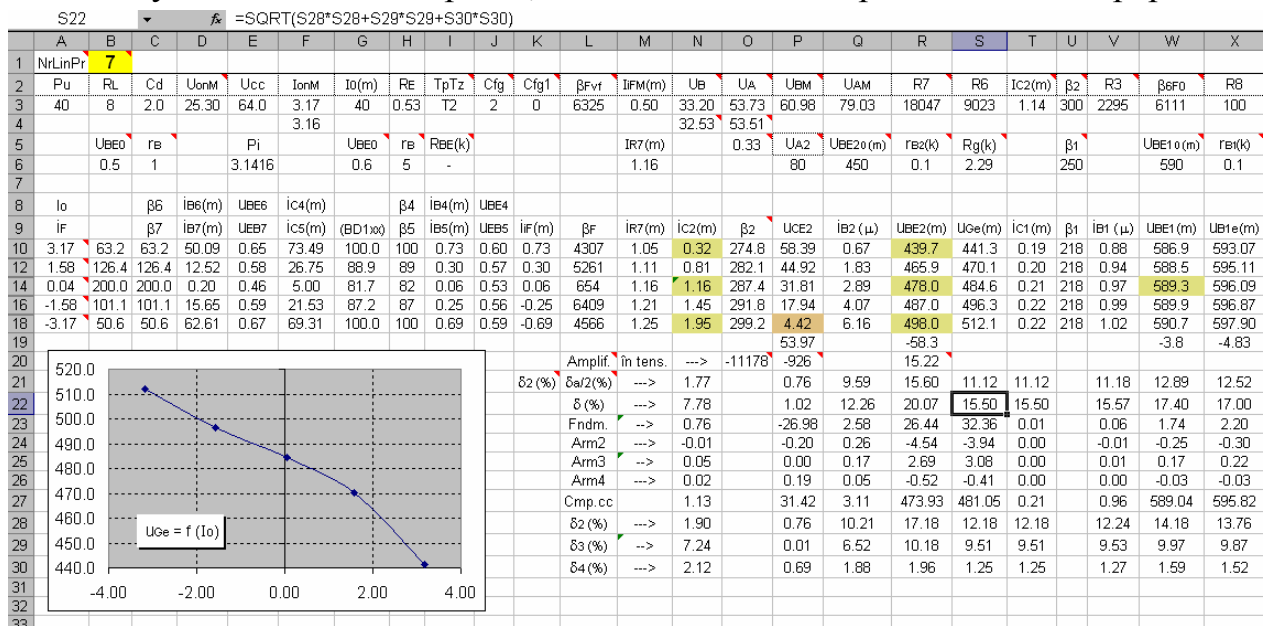 S22 fx =SQRT(S28*S28+S29*S29+S30*S30)
A B C D E F G H I J K L M N O P Q R S T U V W X
1 NrLinPr 7
2 Pu RL Cd UonM Ucc IonM I0(m) RE TpTz Cfg Cfg1 βFvf IiFM(m) UB UA UBM UAM R7 R6 IC2(m) β2 R3 β6F0 R8
3 40 8 2.0 25.30 64.0 3.17 40 0.53 T2 2 0 6325 0.50 33.20 53.73 60.98 79.03 18047 9023 1.14 300 2295 6111 100
4 3.16 32.53 53.51
5 UBE0 rB Pi UBE0 rB RBE(k) IR7(m) 0.33 UA2 UBE20(m) rB2(k) Rg(k) β1 UBE10(m) rB1(k)
6 0.5 1 3.1416 0.6 5 - 1.16 80 450 0.1 2.29 250 590 0.1
7
8 Io β6 iB6(m) UBE6 iC4(m) β4 iB4(m) UBE4
9 iF β7 iB7(m) UEB7 iC5(m) (BD1xx) β5 iB5(m) UEB5 iiF(m) βF iR7(m) iC2(m) β2 UCE2 iB2 (μ) UBE2(m) UGe(m) iC1(m) β1 iB1 (μ) UBE1 (m) UB1e(m)
10 3.17 63.2 63.2 50.09 0.65 73.49 100.0 100 0.73 0.60 0.73 4307 1.05 0.32 274.8 58.39 0.67 439.7 441.3 0.19 218 0.88 586.9 593.07
12 1.58 126.4 126.4 12.52 0.58 26.75 88.9 89 0.30 0.57 0.30 5261 1.11 0.81 282.1 44.92 1.83 465.9 470.1 0.20 218 0.94 588.5 595.11
14 0.04 200.0 200.0 0.20 0.46 5.00 81.7 82 0.06 0.53 0.06 654 1.16 1.16 287.4 31.81 2.89 478.0 484.6 0.21 218 0.97 589.3 596.09
16 -1.58 101.1 101.1 15.65 0.59 21.53 87.2 87 0.25 0.56 -0.25 6409 1.21 1.45 291.8 17.94 4.07 487.0 496.3 0.22 218 0.99 589.9 596.87
18 -3.17 50.6 50.6 62.61 0.67 69.31 100.0 100 0.69 0.59 -0.69 4566 1.25 1.95 299.2 4.42 6.16 498.0 512.1 0.22 218 1.02 590.7 597.90
19 53.97 -58.3 -3.8 -4.83
20 Amplif. în tens. ---> -11178 -926 15.22
21 δ2 (%) δa/2(%) ---> 1.77 0.76 9.59 15.60 11.12 11.12 11.18 12.89 12.52
22 δ (%) ---> 7.78 1.02 12.26 20.07 15.50 15.50 15.57 17.40 17.00
23 Fndm. --> 0.76 -26.98 2.58 26.44 32.36 0.01 0.06 1.74 2.20
24 Arm2 --> -0.01 -0.20 0.26 -4.54 -3.94 0.00 -0.01 -0.25 -0.30
25 Arm3 --> 0.05 0.00 0.17 2.69 3.08 0.00 0.01 0.17 0.22
26 Arm4 ---> 0.02 0.19 0.05 -0.52 -0.41 0.00 0.00 -0.03 -0.03
27 Cmp.cc 1.13 31.42 3.11 473.93 481.05 0.21 0.96 589.04 595.82
28 δ2 (%) ---> 1.90 0.76 10.21 17.18 12.18 12.18 12.24 14.18 13.76
29 δ3 (%) --> 7.24 0.01 6.52 10.18 9.51 9.51 9.53 9.97 9.87
30 δ4 (%) ---> 2.12 0.69 1.88 1.96 1.25 1.25 1.27 1.59 1.52
31
32
520.0
510.0
500.0
490.0
480.0
470.0
460.0
450.0
440.0
UGe = f (Io)
-4.00 -2.00 0.00 2.00 4.00